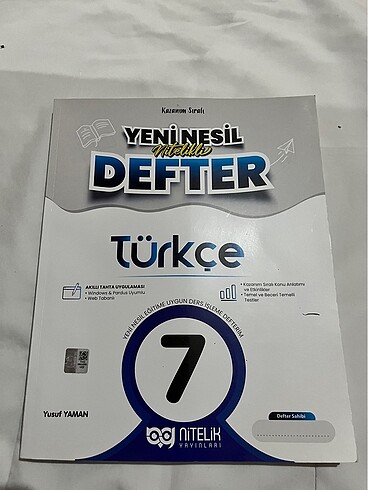 Kazanım Sıralı
YENİ NESİL
Nitelikli
DEFTER
Türkçe
AKILLI TAHTA UYGULAMASI
• Windows & Pardus Uyumlu
• Web Tabanlı
• Kazanım Sıralı Konu Anlatımı
ve Etkinlikler
• Temel ve Beceri Temelli
Testler
YENİ NESİL EĞİTİME UYGUN DERS İŞLEME DEFTERİM
7
Yusuf YAMAN
NİTELİK
YAYINLARI
Defter Sahibi